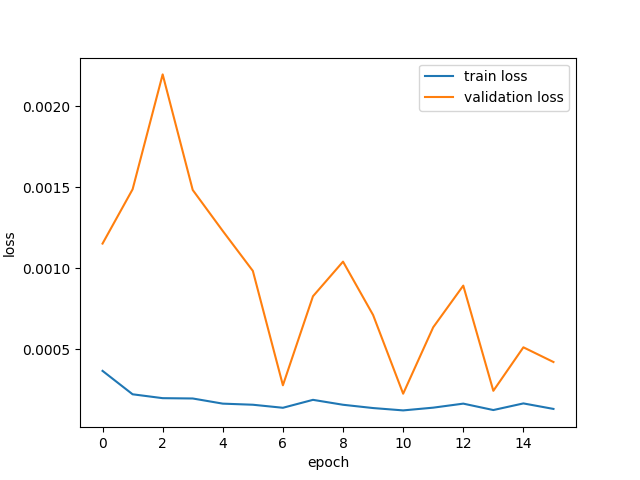 train loss
validation loss
0.0020
0.0015
0.0010
0.0005
loss
0 2 4 6 8 10 12 14
epoch